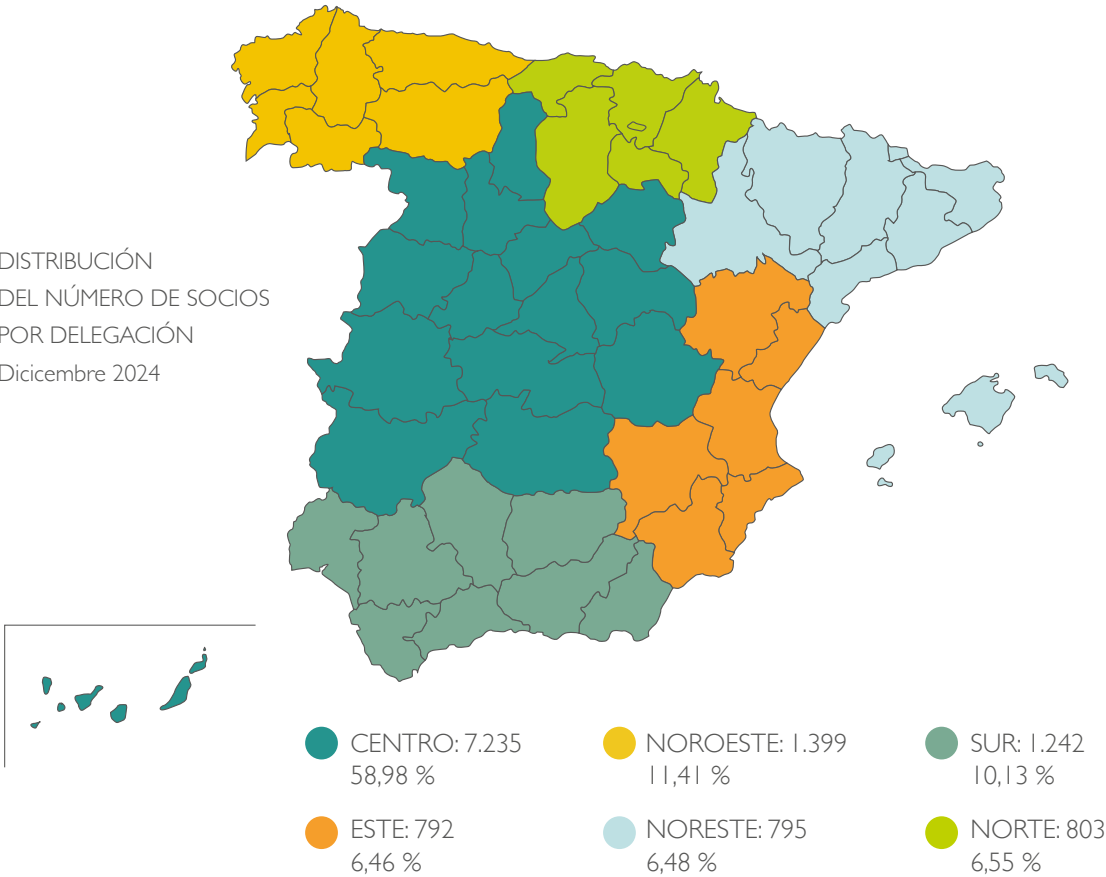 DISTRIBUCIÓN
DEL NÚMERO DE SOCIOS
POR DELEGACIÓN
Dicicembre 2024
CENTRO: 7.235
58,98 %
NOROESTE: 1.399
11,41 %
SUR: 1.242
10,13 %
ESTE: 792
6,46 %
NORESTE: 795
6,48 %
NORTE: 803
6,55 %